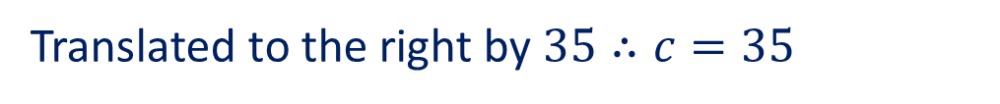 Translated to the right by 35 ∴ c = 35